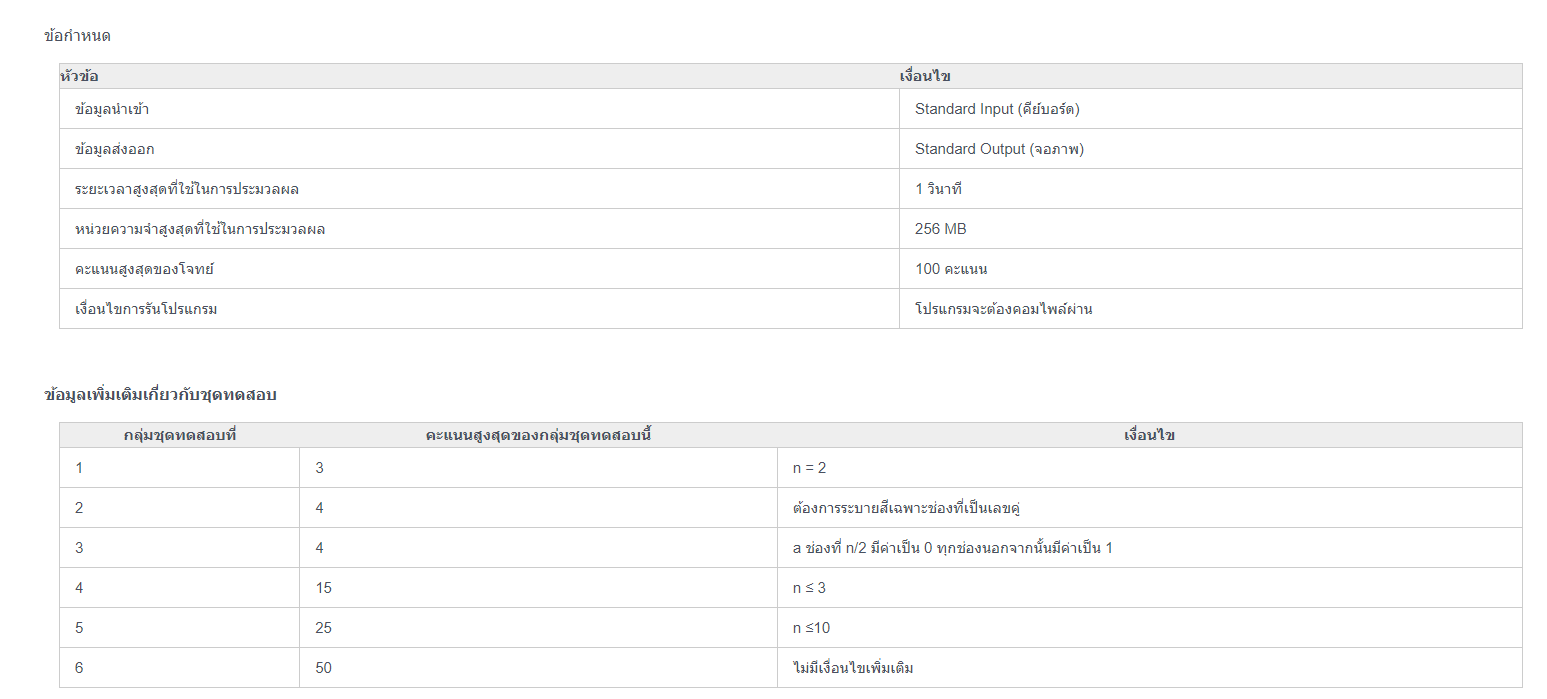 ข้อกำหนด
หัวข้อ เงื่อนไข
ข้อมูลนำเข้า Standard Input (คีย์บอร์ด)
ข้อมูลส่งออก Standard Output (จอภาพ)
ระยะเวลาสูงสุดที่ใช้ในการประมวลผล 1 วินาที
หน่วยความจำสูงสุดที่ใช้ในการประมวลผล 256 MB
คะแนนสูงสุดของโจทย์ 100 คะแนน
เงื่อนไขการรันโปรแกรม โปรแกรมจะต้องคอมไพล์ผ่าน
ข้อมูลเพิ่มเติมเกี่ยวกับชุดทดสอบ
กลุ่มชุดทดสอบที่ คะแนนสูงสุดของกลุ่มชุดทดสอบนี้ เงื่อนไข
1 3 n = 2
2 4 ต้องการระบายสีเฉพาะช่องที่เป็นเลขคู่
3 4 a ช่องที่ n/2 มีค่าเป็น 0 ทุกช่องนอกจากนั้นมีค่าเป็น 1
4 15 n ≤ 3
5 25 n ≤10
6 50 ไม่มีเงื่อนไขเพิ่มเติม